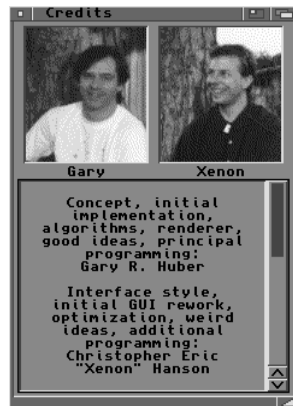 Credits
Gary
Xenon
Concept, initial
implementation,
algorithms, renderer,
good ideas, principal
programming:
Gary R. Huber
Interface style,
initial GUI rework,
optimization, weird
ideas, additional
programming:
Christopher Eric
"Xenon" Hanson